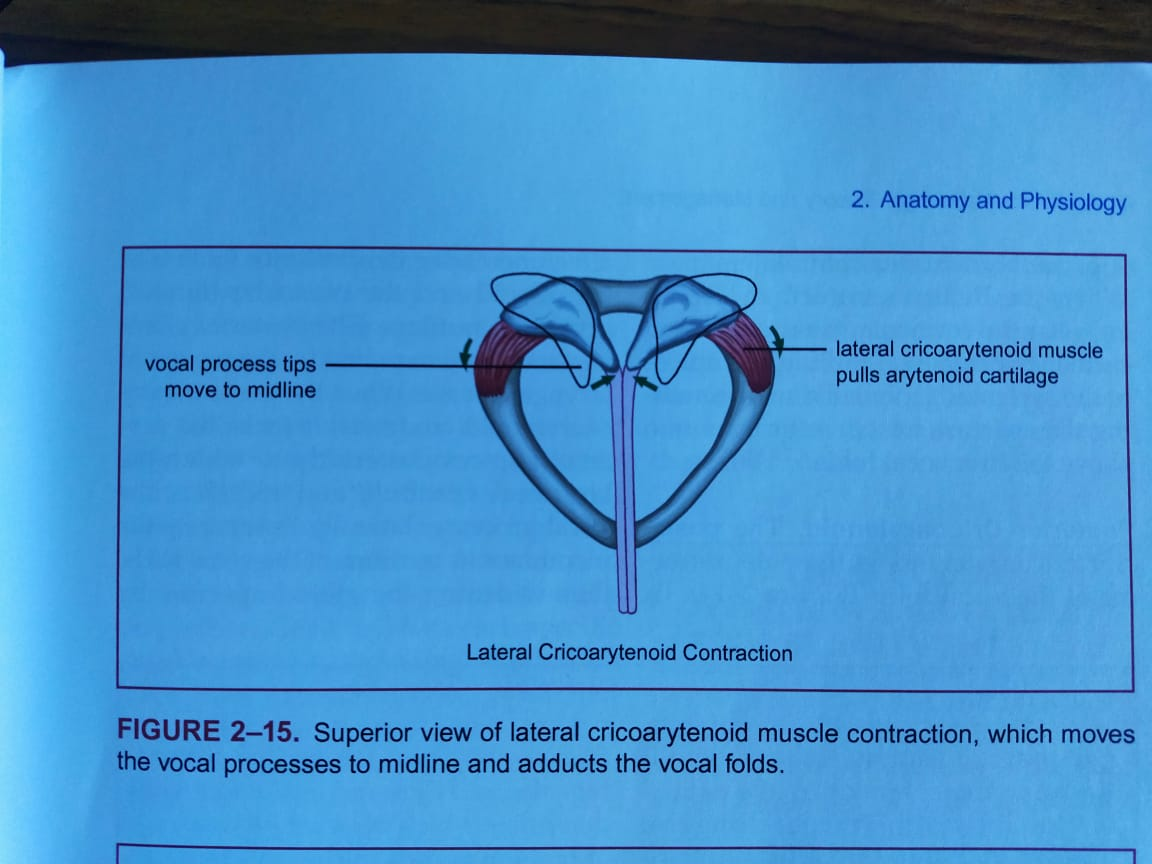 2. Anatomy and Physiology
vocal process tips
move to midline
lateral cricoarytenoid muscle
pulls arytenoid cartilage
Lateral Cricoarytenoid Contraction
FIGURE 2–15. Superior view of lateral cricoarytenoid muscle contraction, which moves
the vocal processes to midline and adducts the vocal folds.